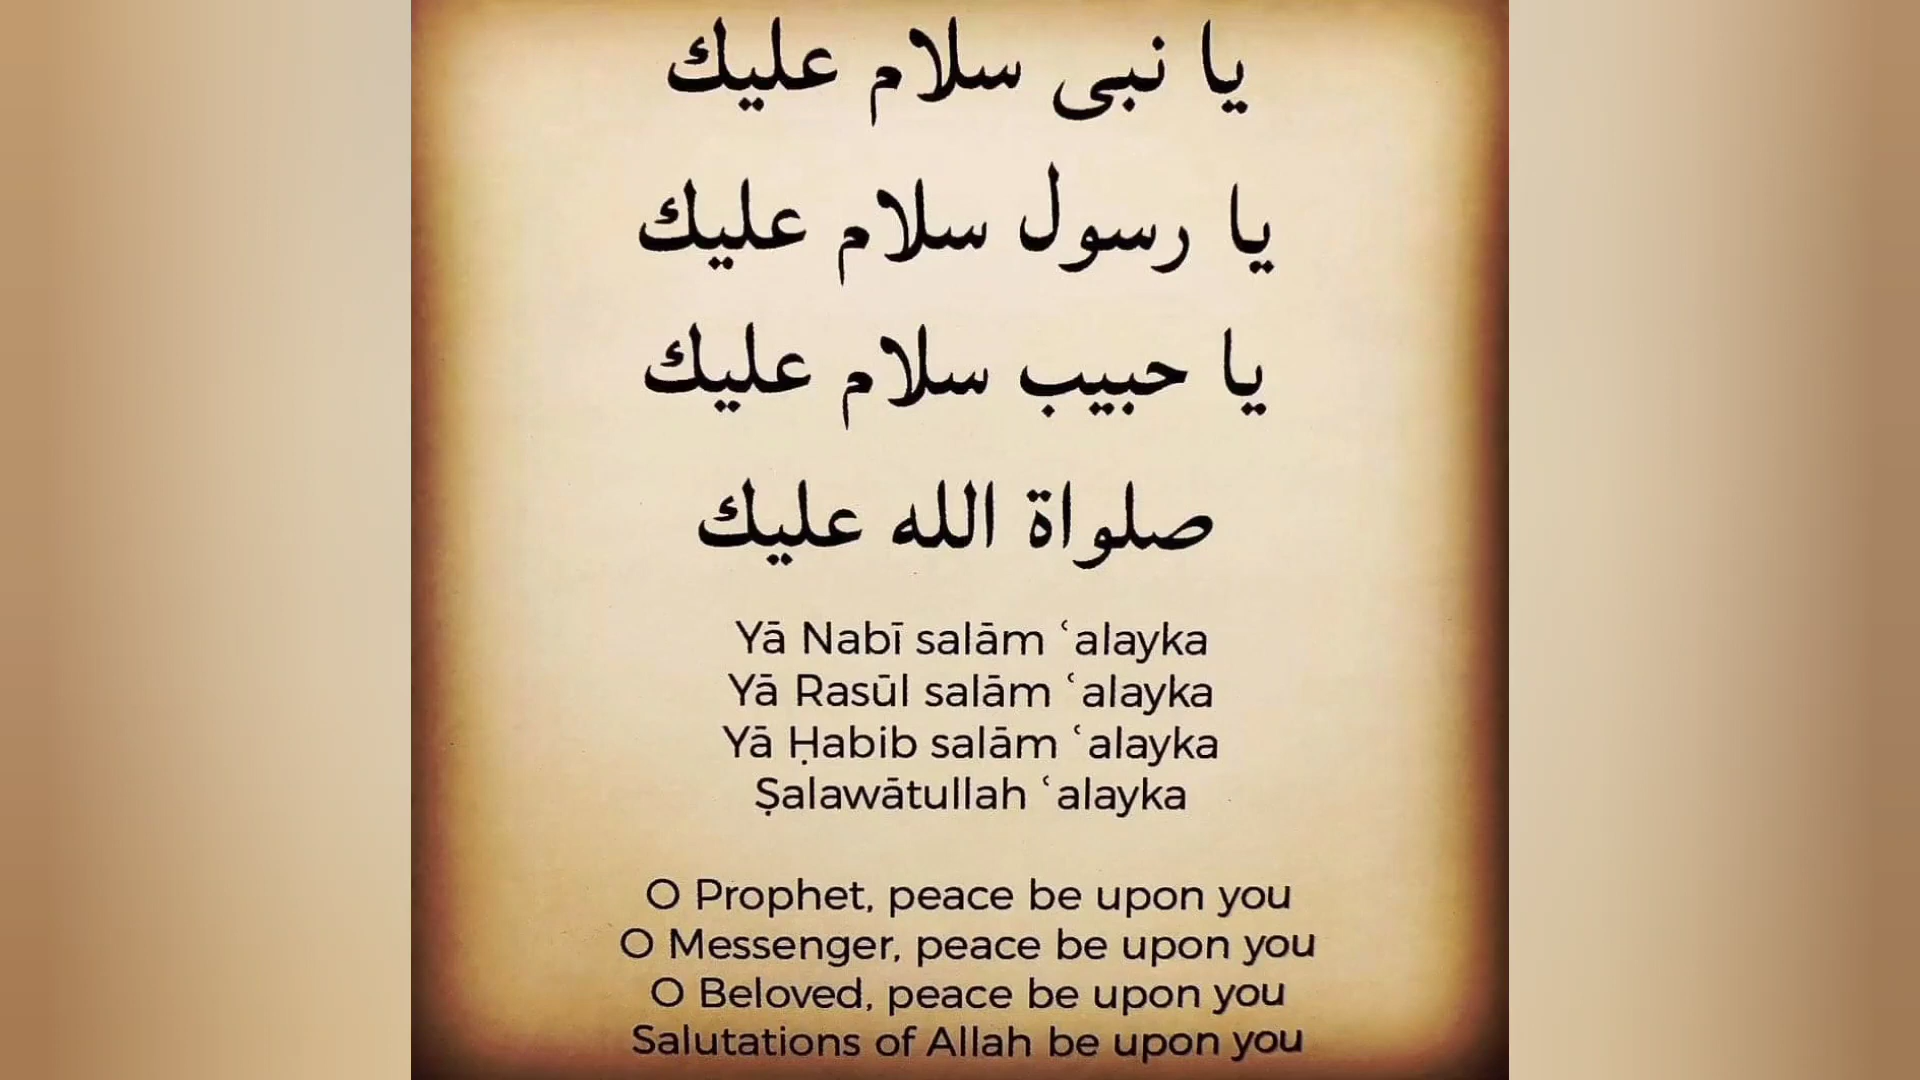 يا نبى سلام عليك
يا رسول سلام عليك
يا حبيب سلام عليك
صلواة الله عليك
Yā Nabī salām ʿalayka
Yā Rasūl salām ʿalayka
Yā Ḥabib salām ʿalayka
Ṣalawātullah ʿalayka
O Prophet, peace be upon you
O Messenger, peace be upon you
O Beloved, peace be upon you
Salutations of Allah be upon you